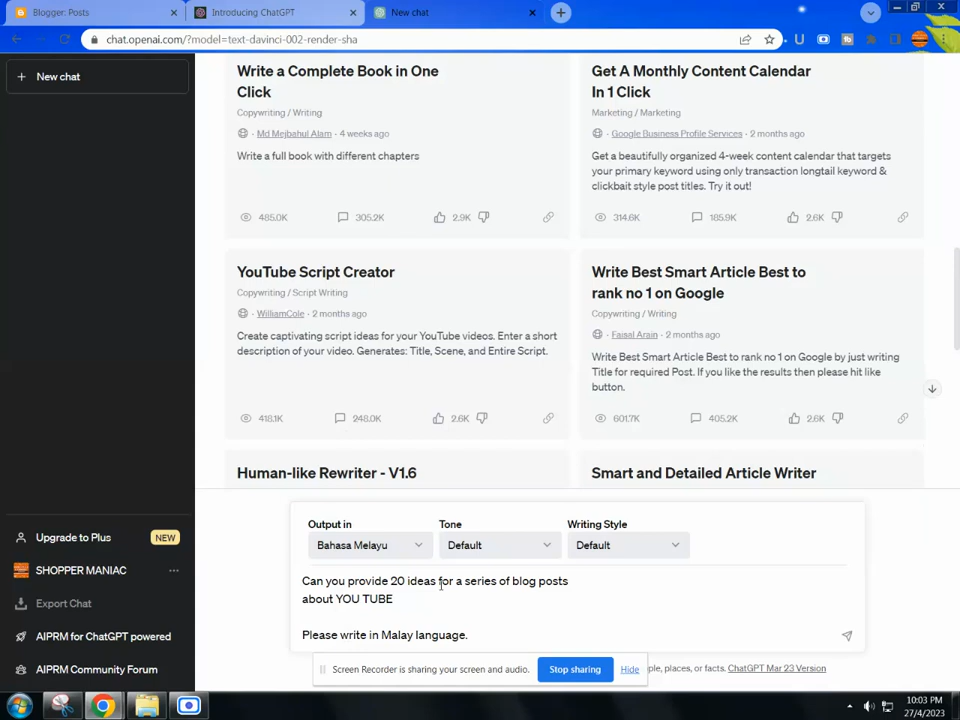 Blogger: Posts
Introducing ChatGPT
New chat
chat.openai.com/?model=text-davinci-002-render-sha
New chat
Write a Complete Book in One
Click
Copywriting / Writing
Md Mejbahul Alam · 4 weeks ago
Write a full book with different chapters
485.0K 305.2K 2.9K
Get A Monthly Content Calendar
In 1 Click
Marketing / Marketing
Google Business Profile Services · 2 months ago
Get a beautifully organized 4-week content calendar that targets
your primary keyword using only transaction longtail keyword &
clickbait style post titles. Try it out!
314.6K 185.9K 2.6K
YouTube Script Creator
Copywriting / Script Writing
WilliamCole · 2 months ago
Create captivating script ideas for your YouTube videos. Enter a short
description of your video. Generates: Title, Scene, and Entire Script.
418.1K 248.0K 2.6K
Write Best Smart Article Best to
rank no 1 on Google
Copywriting / Writing
Faisal Arain · 2 months ago
Write Best Smart Article Best to rank no 1 on Google by just writing
Title for required Post. If you like the results then please hit like
button.
601.7K 405.2K 2.6K
Human-like Rewriter - V1.6
Smart and Detailed Article Writer
Upgrade to Plus NEW
SHOPPER MANIAC
Export Chat
AIPRM for ChatGPT powered
AIPRM Community Forum
Output in Tone Writing Style
Bahasa Melayu Default Default
Can you provide 20 ideas for a series of blog posts
about YOU TUBE
Please write in Malay language.
Screen Recorder is sharing your screen and audio. Stop sharing Hide
ple, places, or facts. ChatGPT Mar 23 Version
10:03 PM
27/4/2023